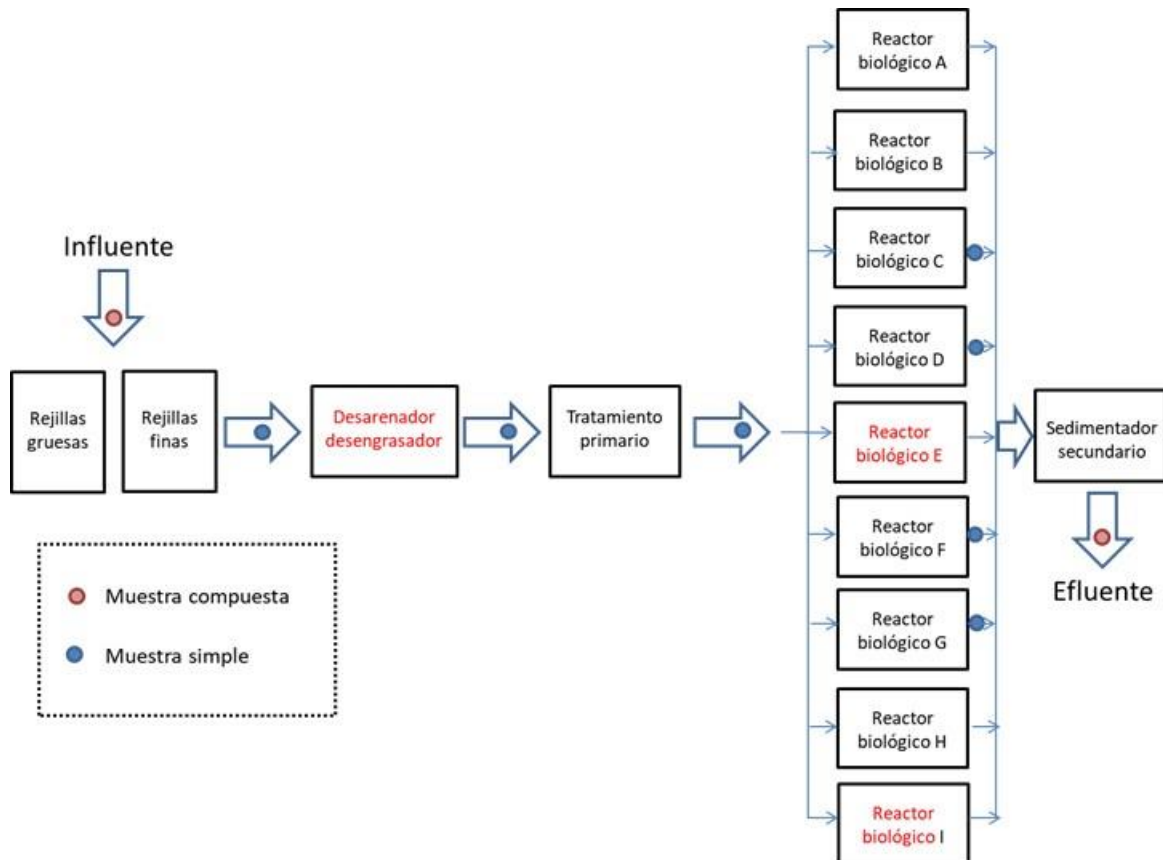 Influente
Rejillas
gruesas
Rejillas
finas
Desarenador
desengrasador
Tratamiento
primario
Reactor
biológico A
Reactor
biológico B
Reactor
biológico C
Reactor
biológico D
Reactor
biológico E
Reactor
biológico F
Reactor
biológico G
Reactor
biológico H
Reactor
biológico I
Sedimentador
secundario
Efluente
Muestra compuesta
Muestra simple